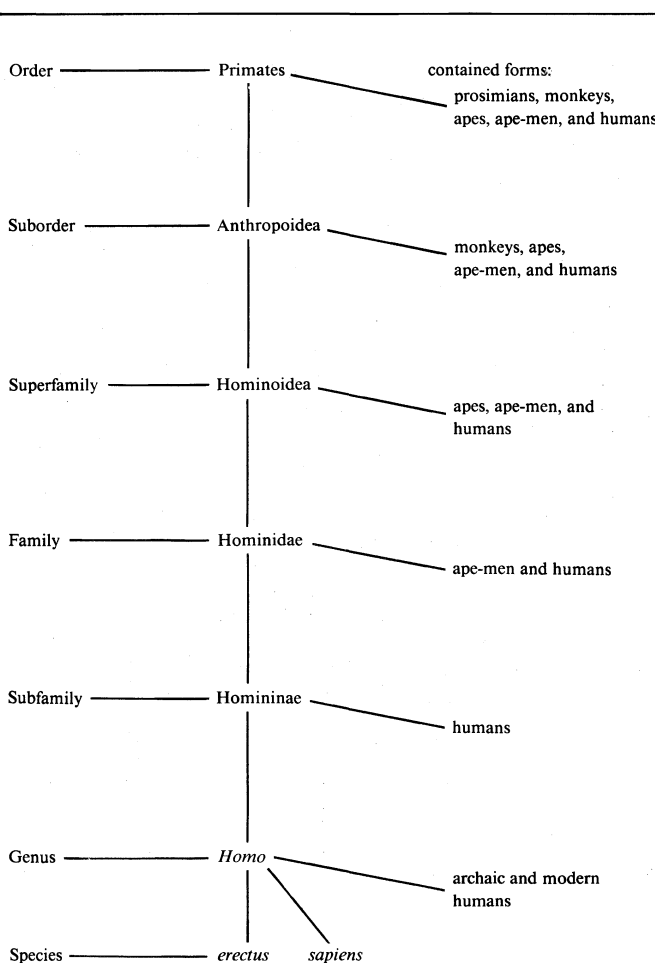 Order Primates contained forms:
prosimians, monkeys,
apes, ape-men, and humans
Suborder Anthropoidea
monkeys, apes,
ape-men, and humans
Superfamily Hominoidea
apes, ape-men, and
humans
Family Hominidae
ape-men and humans
Subfamily Homininae
humans
Genus Homo
archaic and modern
humans
Species erectus sapiens